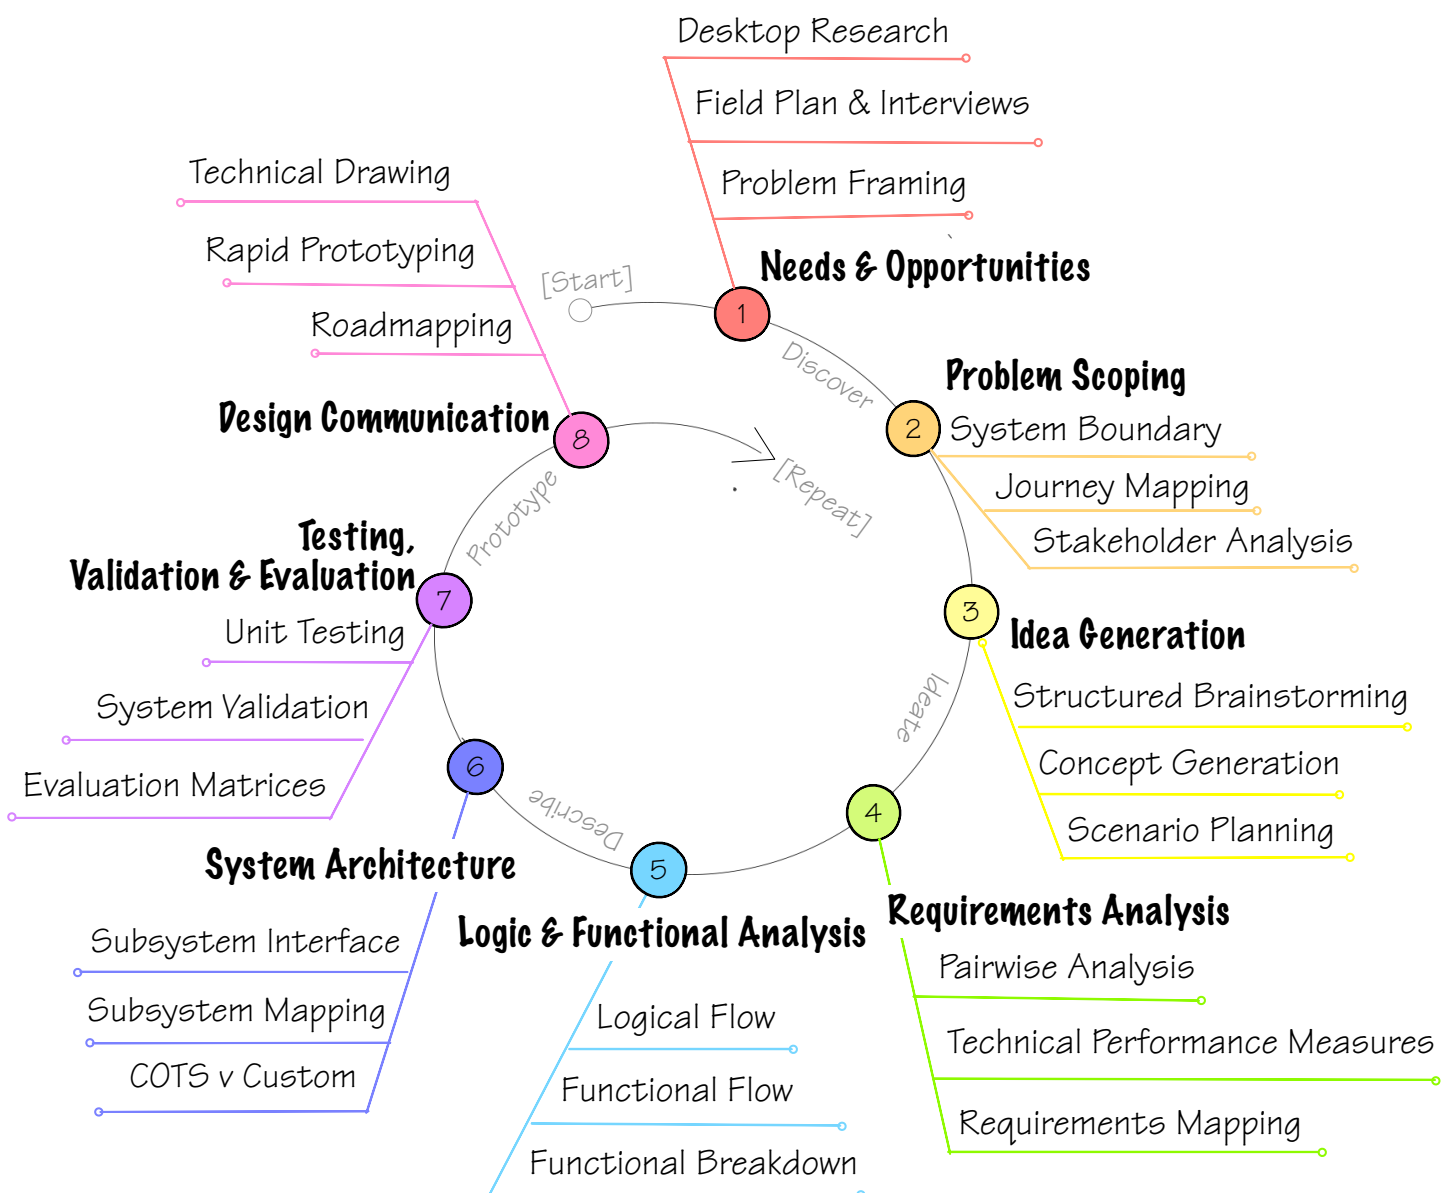 [Start]
Desktop Research
Field Plan & Interviews
Problem Framing
Needs & Opportunities
1
Discover
Problem Scoping
2
System Boundary
Journey Mapping
Stakeholder Analysis
3
Idea Generation
Structured Brainstorming
Concept Generation
Scenario Planning
Ideate
4
Requirements Analysis
Pairwise Analysis
Technical Performance Measures
Requirements Mapping
5
Logic & Functional Analysis
Logical Flow
Functional Flow
Functional Breakdown
Describe
6
System Architecture
Subsystem Interface
Subsystem Mapping
COTS v Custom
Testing,
Validation & Evaluation
7
Unit Testing
System Validation
Evaluation Matrices
Prototype
Technical Drawing
Rapid Prototyping
Roadmapping
Design Communication
8
[Repeat]